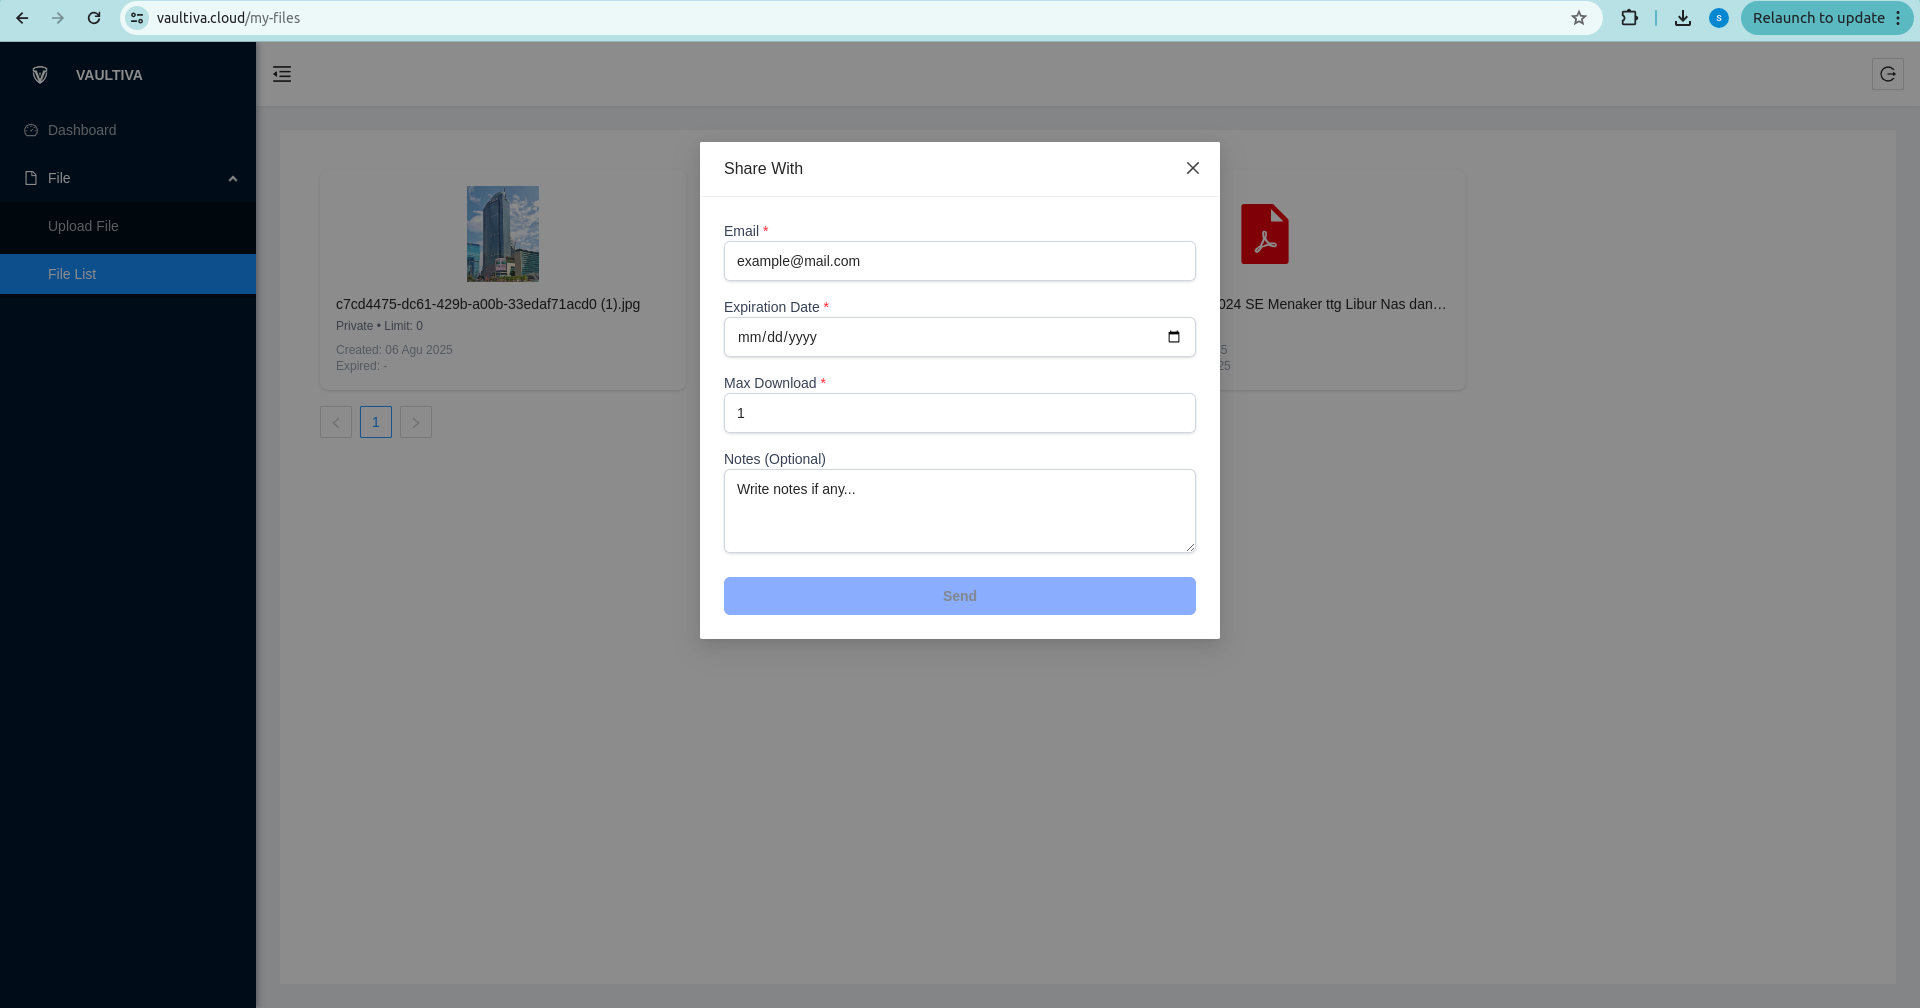 vaultiva.cloud/my-files
S
Relaunch to update
VAULTIVA
Dashboard
File
Upload File
File List
c7cd4475-dc61-429b-a00b-33edaf71acd0 (1).jpg
Private • Limit: 0
Created: 06 Agu 2025
Expired: -
< 1 >
Share With
Email *
example@mail.com
Expiration Date *
mm/dd/yyyy
Max Download *
1
Notes (Optional)
Write notes if any...
Send
SE Menaker ttg Libur Nas dan...